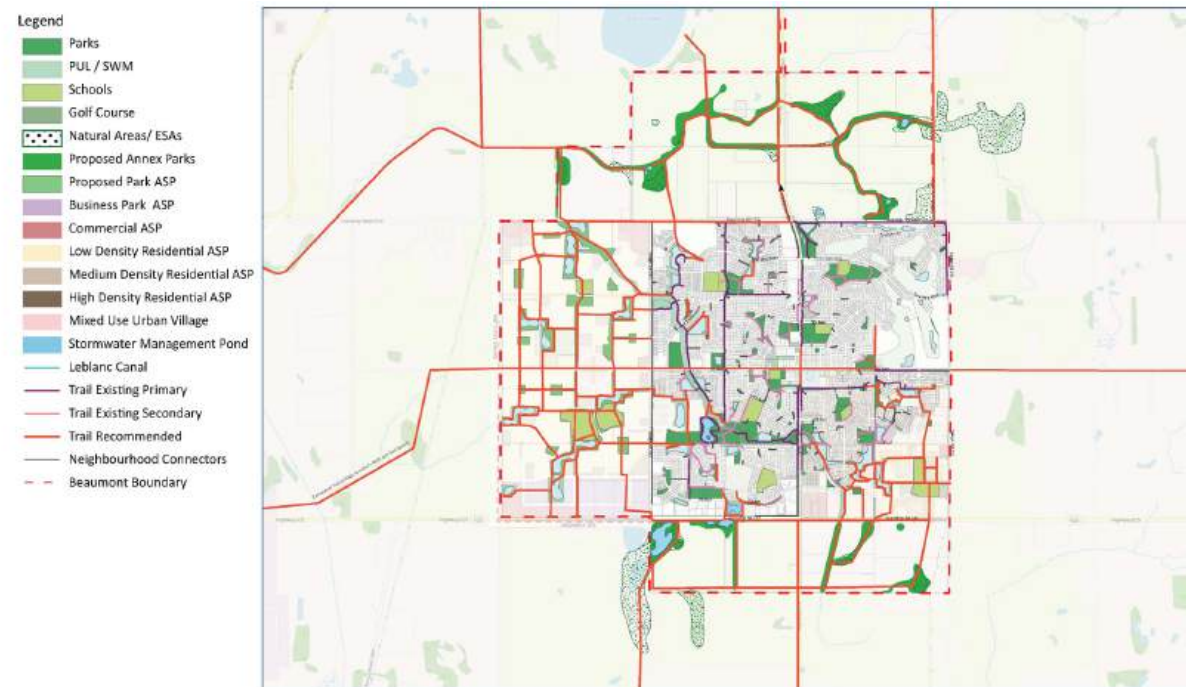 Legend
Parks
PUL / SWM
Schools
Golf Course
Natural Areas/ ESAs
Proposed Annex Parks
Proposed Park ASP
Business Park ASP
Commercial ASP
Low Density Residential ASP
Medium Density Residential ASP
High Density Residential ASP
Mixed Use Urban Village
Stormwater Management Pond
Leblanc Canal
Trail Existing Primary
Trail Existing Secondary
Trail Recommended
Neighbourhood Connectors
Beaumont Boundary